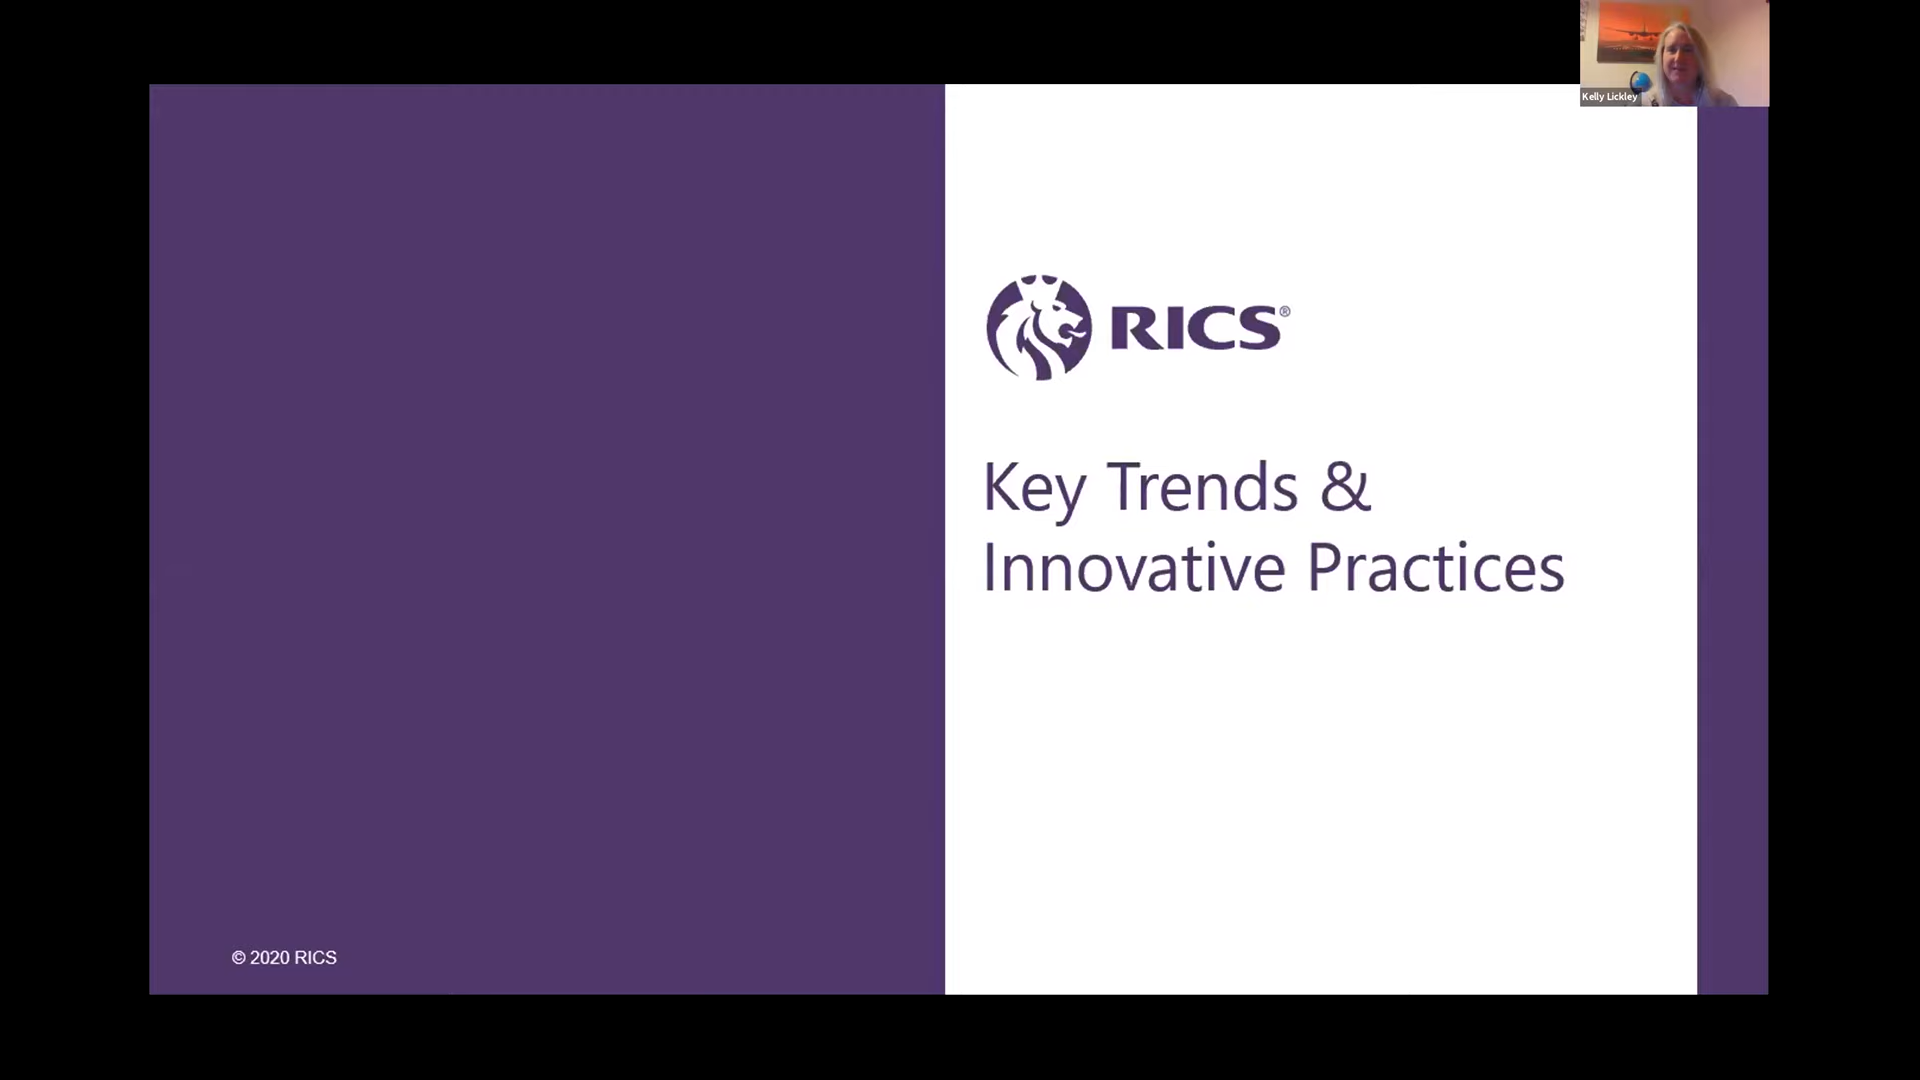 Kelly Lickley
RICS®
Key Trends &
Innovative Practices
© 2020 RICS